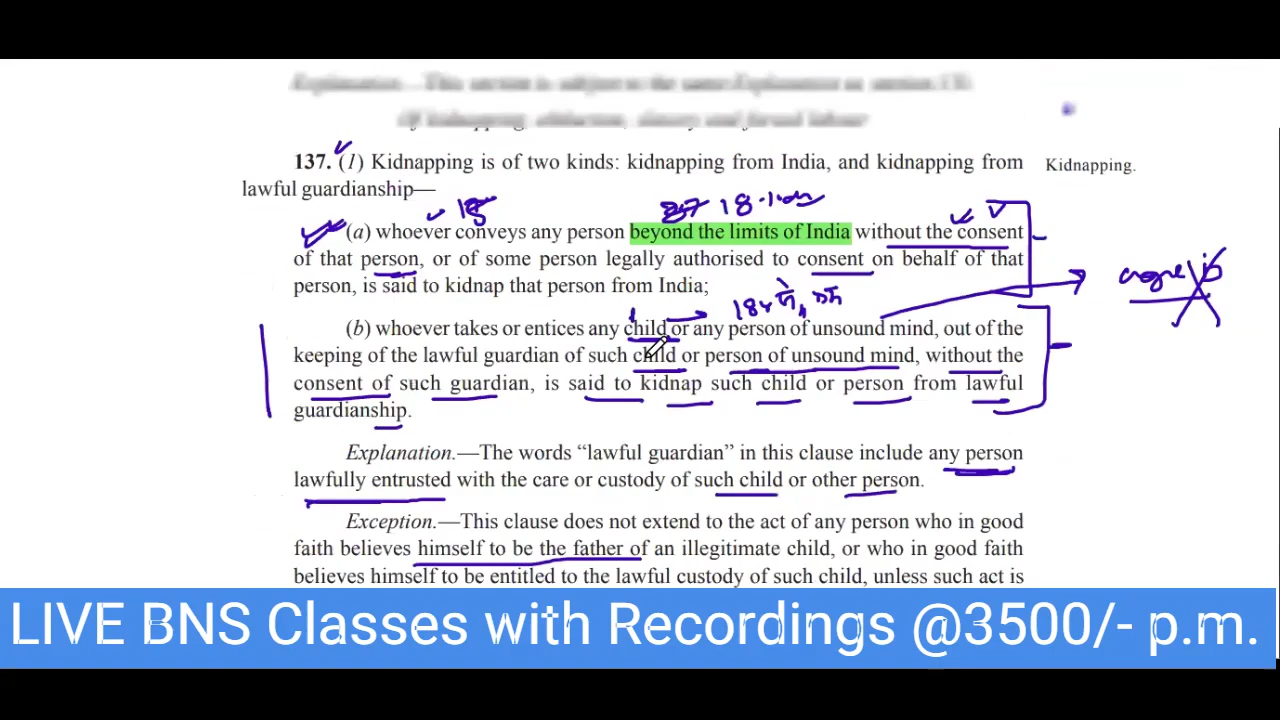 137. (1) Kidnapping is of two kinds: kidnapping from India, and kidnapping from
Kidnapping.
lawful guardianship—
18
(a) whoever conveys any person beyond the limits of India without the consent
of that person, or of some person legally authorised to consent on behalf of that
person, is said to kidnap that person from India;
(b) whoever takes or entices any child or any person of unsound mind, out of the
keeping of the lawful guardian of such child or person of unsound mind, without the
consent of such guardian, is said to kidnap such child or person from lawful
guardianship.
Explanation.—The words “lawful guardian” in this clause include any person
lawfully entrusted with the care or custody of such child or other person.
Exception.—This clause does not extend to the act of any person who in good
faith believes himself to be the father of an illegitimate child, or who in good faith
believes himself to be entitled to the lawful custody of such child, unless such act is
LIVE BNS Classes with Recordings @3500/- p.m.